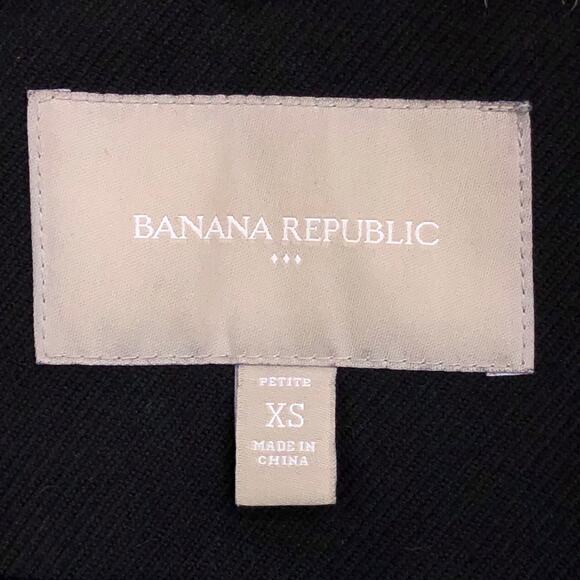 BANANA REPUBLIC
PETITE
XS
MADE IN
CHINA